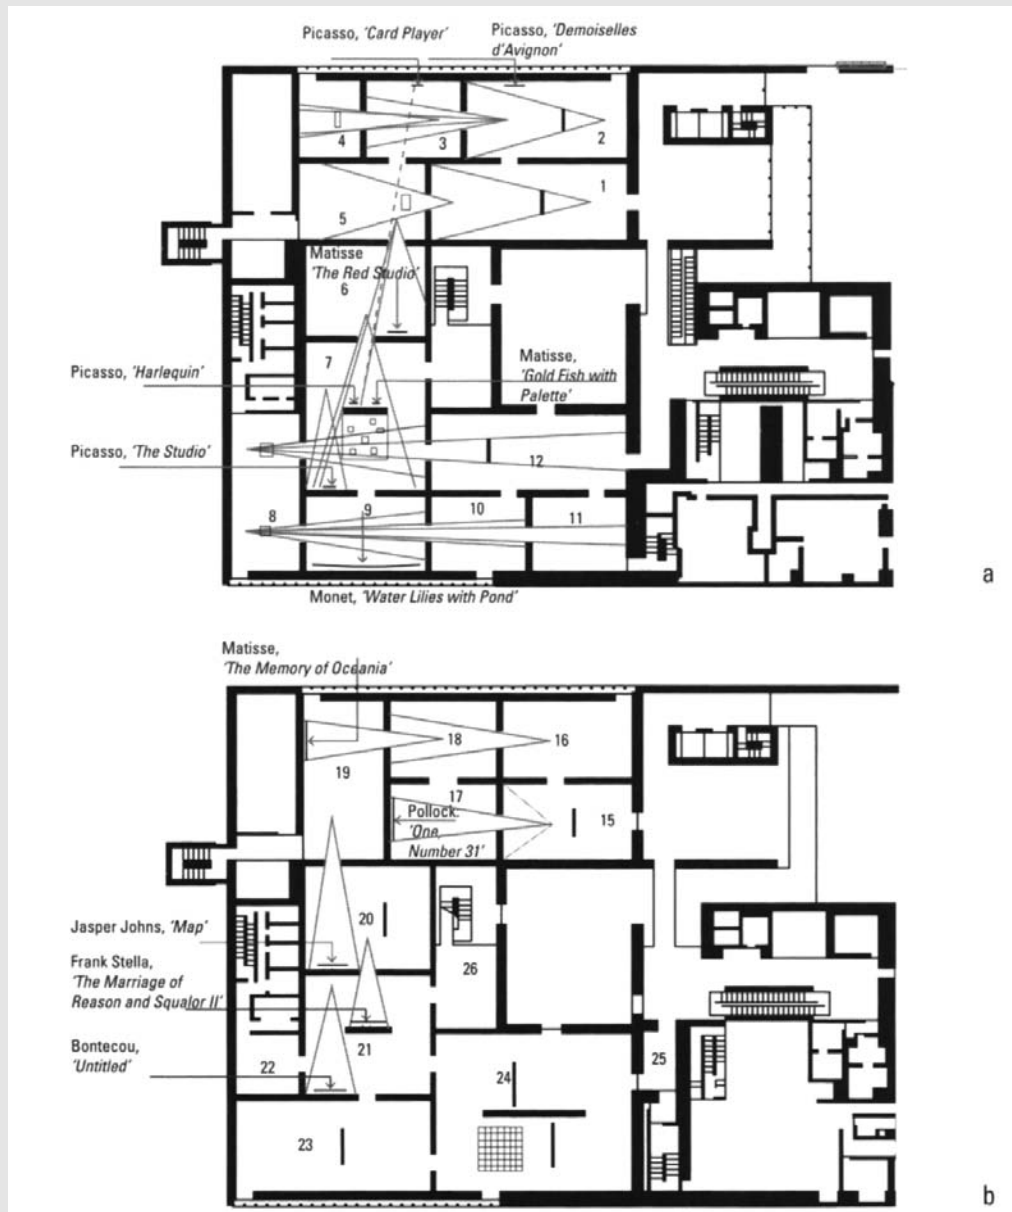 Picasso, 'Card Player'
Picasso, 'Demoiselles
d'Avignon'
4
3
2
1
5
Matisse
'The Red Studio'
6
7
Picasso, 'Harlequin'
Matisse,
'Gold Fish with
Palette'
Picasso, 'The Studio'
12
8
9
10
11
a
Monet, 'Water Lilies with Pond'
Matisse,
'The Memory of Oceania'
18
16
19
17
Pollock.
'One,
Number 31'
15
Jasper Johns, 'Map'
20
Frank Stella,
'The Marriage of
Reason and Squalor II'
26
Bontecou,
'Untitled'
21
22
25
24
23
b